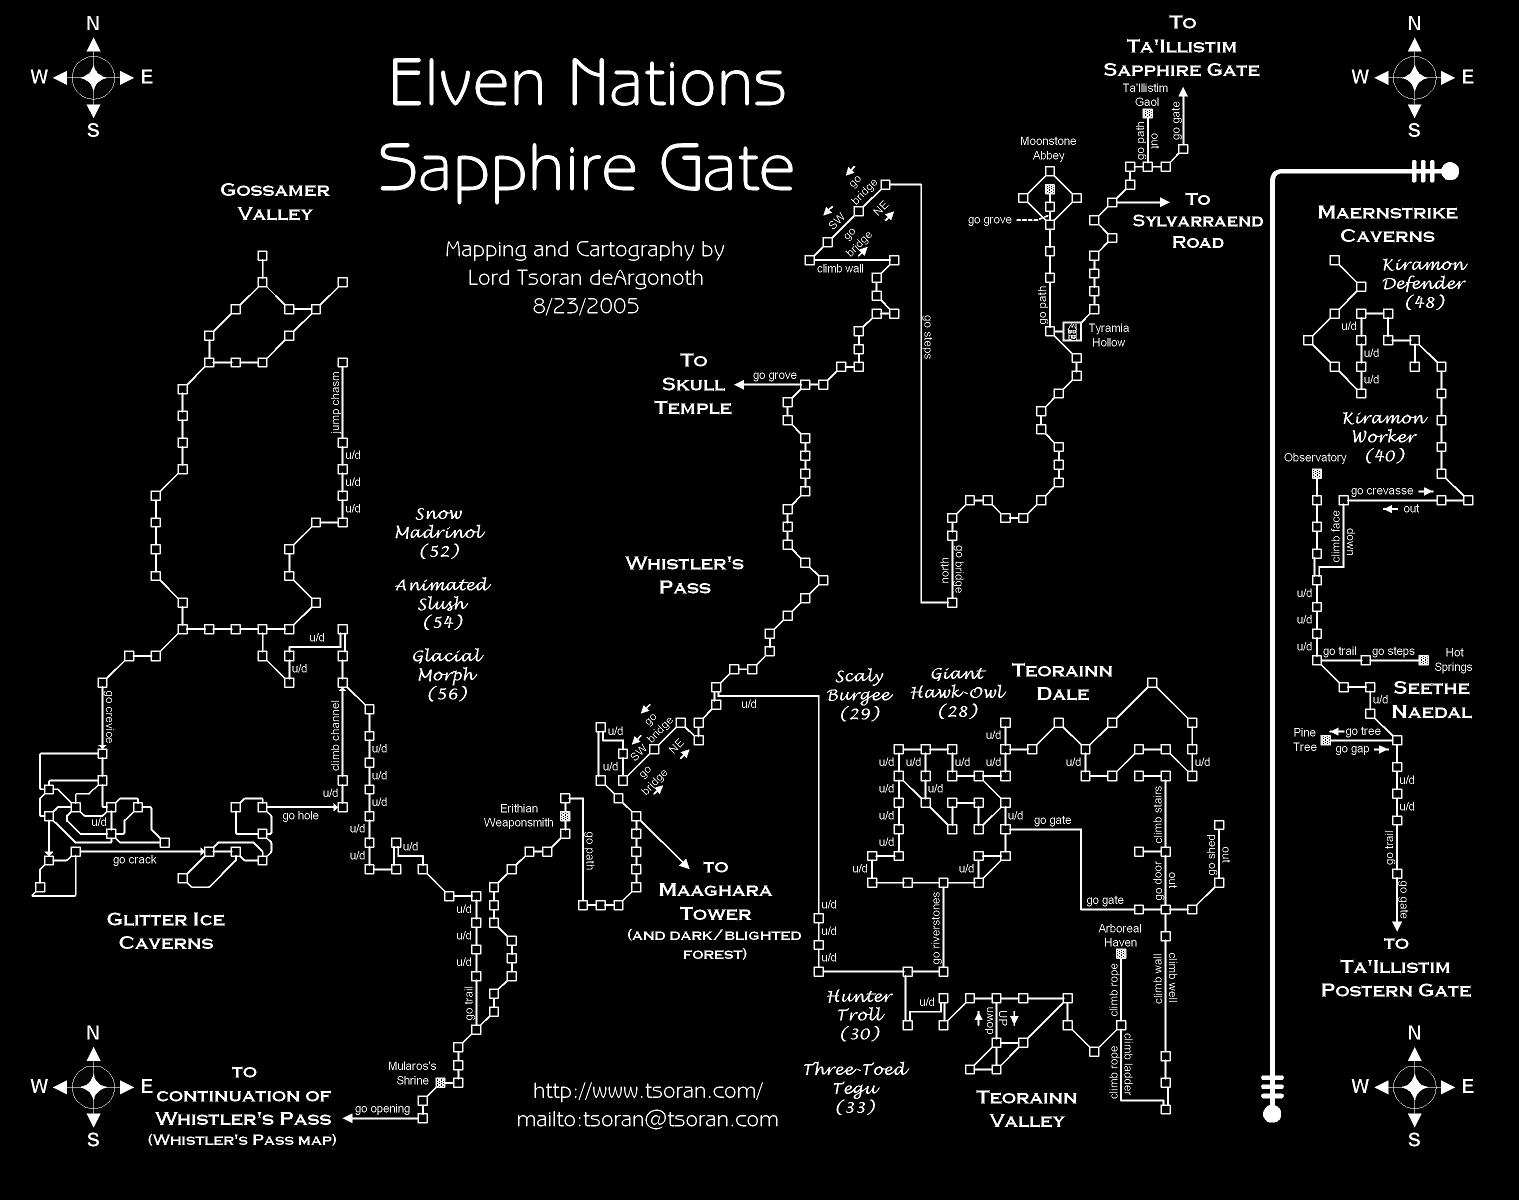 N
W
E
S
Elven Nations
Sapphire Gate
Mapping and Cartography by
Lord Tsoran deArgonoth
8/23/2005
To
Ta'Illistim
Sapphire Gate
Ta'Illistim
Gaol
go path
out
go gate
N
W
E
S
Moonstone
Abbey
go grove
go path
To
Sylvarraend
Road
Tyramia
Hollow
Gossamer
Valley
jump chasm
u/d
u/d
u/d
Snow
Madrinol
(52)
Animated
Slush
(54)
Glacial
Morph
(56)
go
bridge
SW
NE
go
bridge
climb wall
go steps
To
Skull
Temple
go grove
Whistler's
Pass
north
go bridge
u/d
u/d
go crevice
climb channel
u/d
u/d
go hole
go crack
Glitter Ice
Caverns
u/d
u/d
u/d
u/d
u/d
u/d
u/d
u/d
u/d
go trail
Erithian
Weaponsmith
go path
u/d
u/d
go
bridge
SW
NE
go
bridge
u/d
to
Maaghara
Tower
(and dark/blighted
forest)
Mularos's
Shrine
go opening
to
continuation of
Whistler's Pass
(Whistler's Pass map)
N
W
E
S
http://www.tsoran.com/
mailto:tsoran@tsoran.com
Scaly
Burgee
(29)
Giant
Hawk-Owl
(28)
Teorainn
Dale
u/d
u/d
u/d
u/d
u/d
u/d
u/d
u/d
u/d
u/d
u/d
u/d
u/d
go gate
climb stairs
go door
out
go shed
out
go gate
go riverstones
u/d
u/d
u/d
Hunter
Troll
(30)
Three-Toed
Tegu
(33)
u/d
down
UP
Teorainn
Valley
Arboreal
Haven
climb rope
climb rope
climb ladder
climb wall
climb well
Maernstrike
Caverns
Kiramon
Defender
(48)
u/d
u/d
u/d
Kiramon
Worker
(40)
Observatory
go crevasse
out
climb face
down
u/d
u/d
u/d
go trail
go steps
Hot
Springs
Seethe
Naedal
u/d
Pine
Tree
go tree
go gap
u/d
u/d
go trail
go gate
to
Ta'Illistim
Postern Gate
N
W
E
S